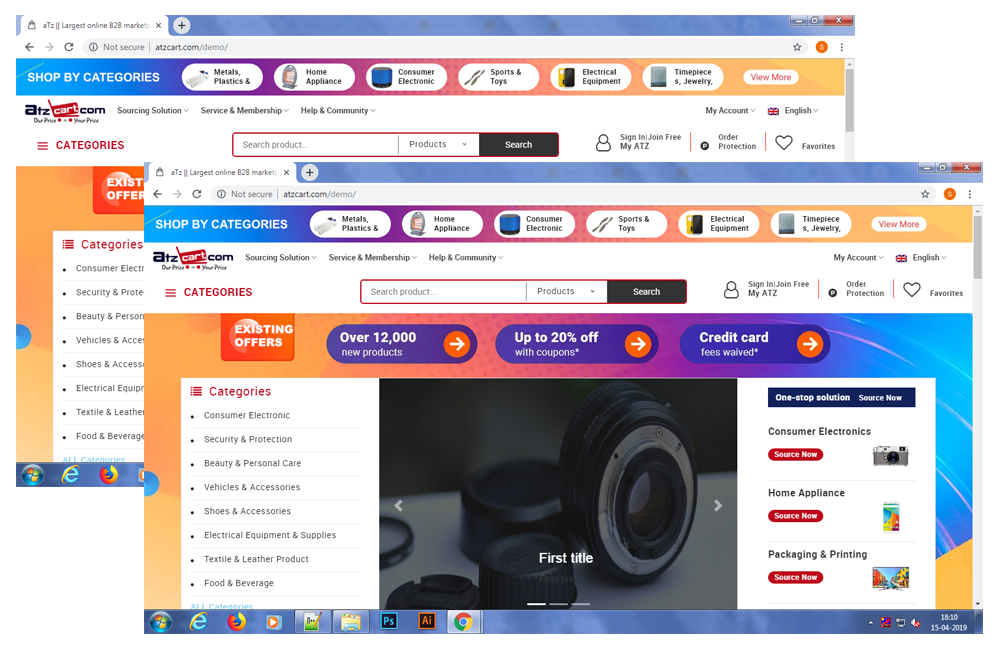 aTz || Largest online B2B marketp
Not secure | atzcart.com/demo/
S
SHOP BY CATEGORIES
Metals,
Plastics &
Home
Appliance
Consumer
Electronic
Sports &
Toys
Electrical
Equipment
Timepiece
s, Jewelry,
View More
atzcart.com
Our Price
Your Price
Sourcing Solution
Service & Membership
Help & Community
My Account
English
CATEGORIES
Search product...
Products
Search
Sign In|Join Free
My ATZ
Order
Protection
Favorites
EXIST
OFFER
Categories
Consumer Electr
Security & Prote
Beauty & Person
Vehicles & Acces
Shoes & Accesso
Electrical Equipm
Textile & Leather
Food & Beverage
ALL Categories
aTz || Largest online B2B marketp
Not secure | atzcart.com/demo/
S
SHOP BY CATEGORIES
Metals,
Plastics &
Home
Appliance
Consumer
Electronic
Sports &
Toys
Electrical
Equipment
Timepiece
s, Jewelry,
View More
atzcart.com
Our Price
Your Price
Sourcing Solution
Service & Membership
Help & Community
My Account
English
CATEGORIES
Search product...
Products
Search
Sign In|Join Free
My ATZ
Order
Protection
Favorites
EXISTING
OFFERS
Over 12,000
new products
Up to 20% off
with coupons*
Credit card
fees waived*
Categories
Consumer Electronic
Security & Protection
Beauty & Personal Care
Vehicles & Accessories
Shoes & Accessories
Electrical Equipment & Supplies
Textile & Leather Product
Food & Beverage
ALL Categories
First title
First text
One-stop solution Source Now
Consumer Electronics
Source Now
Home Appliance
Source Now
Packaging & Printing
Source Now
Ps
Ai
18:10
15-04-2019